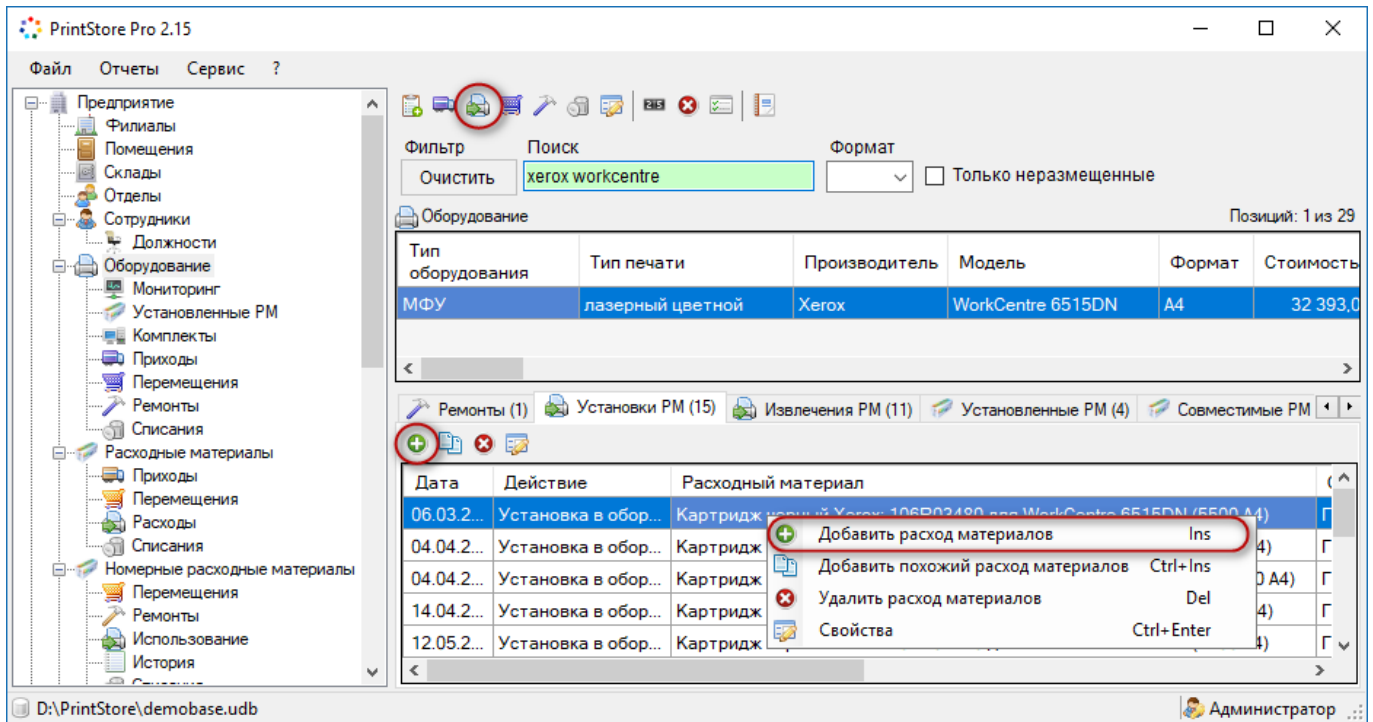 PrintStore Pro 2.15
Файл Отчеты Сервис ?
Предприятие
Филиалы
Помещения
Склады
Отделы
Сотрудники
Должности
Оборудование
Мониторинг
Установленные РМ
Комплекты
Приходы
Перемещения
Ремонты
Списания
Расходные материалы
Приходы
Перемещения
Расходы
Списания
Номерные расходные материалы
Перемещения
Ремонты
Использование
История
Фильтр Поиск Формат
Очистить xerox workcentre Только неразмещенные
Оборудование Позиций: 1 из 29
Тип оборудования Тип печати Производитель Модель Формат Стоимость
МФУ лазерный цветной Xerox WorkCentre 6515DN A4 32 393,0
Ремонты (1) Установки РМ (15) Извлечения РМ (11) Установленные РМ (4) Совместимые РМ
Дата Действие Расходный материал
06.03.2... Установка в обор... Картридж черный Xerox: 106R03480 для WorkCentre 6515DN (5500 A4)
04.04.2... Установка в обор... Картридж 4)
04.04.2... Установка в обор... Картридж 0 A4)
14.04.2... Установка в обор... Картридж 4)
12.05.2... Установка в обор... Картридж
Добавить расход материалов Ins
Добавить похожий расход материалов Ctrl+Ins
Удалить расход материалов Del
Свойства Ctrl+Enter
D:\PrintStore\demobase.udb Администратор